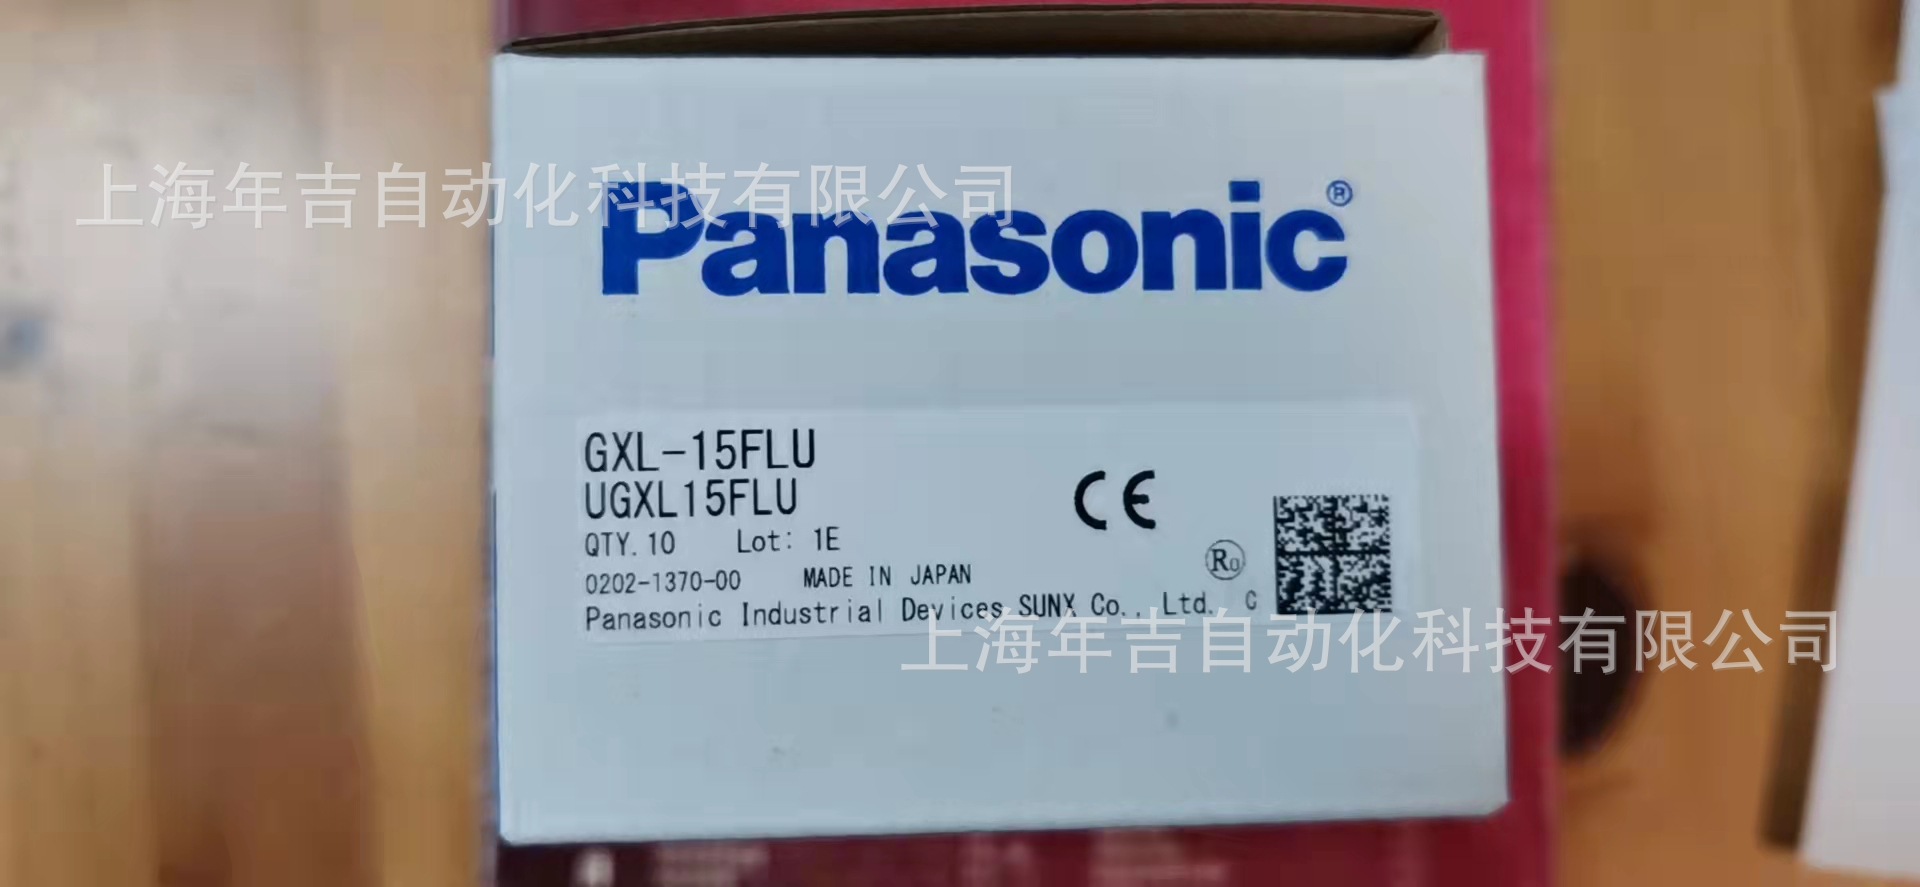 上海年吉自动化科技有限公司
Panasonic®
GXL-15FLU
UGXL15FLU
CE
QTY.10 Lot: 1E
0202-1370-00 MADE IN JAPAN
R0
Panasonic Industrial Devices SUNX Co., Ltd. C
上海年吉自动化科技有限公司